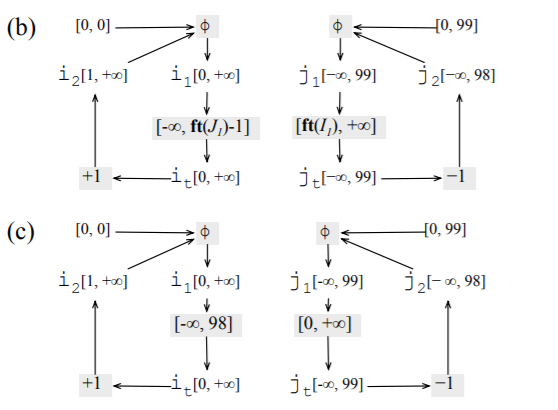 (b) [0, 0] ϕ ϕ [0, 99]
i2[1, +∞] i1[0, +∞] j1[−∞, 99] j2[−∞, 98]
[-∞, ft(J1)-1] [ft(I1), +∞]
+1 it[0, +∞] jt[−∞, 99] −1
(c) [0, 0] ϕ ϕ [0, 99]
i2[1, +∞] i1[0, +∞] j1[-∞, 99] j2[−∞, 98]
[-∞, 98] [0, +∞]
+1 it[0, +∞] jt[-∞, 99] −1